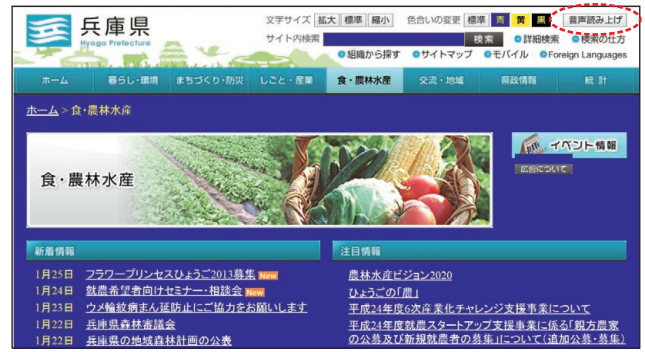 兵庫県
Hyogo Prefecture
文字サイズ 拡大 標準 縮小 色合いの変更 標準 青 黄 黒 音声読み上げ
サイト内検索 検索 詳細検索 検索の仕方
組織から探す サイトマップ モバイル Foreign Languages
ホーム 暮らし・環境 まちづくり・防災 しごと・産業 食・農林水産 交流・地域 県政情報 統計
ホーム > 食・農林水産
食・農林水産
イベント情報
広告について
新着情報
1月25日 フラワープリンセスひょうご2013募集 New
1月24日 就農希望者向けセミナー・相談会 New
1月23日 ウメ輪紋病まん延防止にご協力をお願いします
1月22日 兵庫県森林審議会
1月22日 兵庫県の地域森林計画の公表
注目情報
農林水産ビジョン2020
ひょうごの「農」
平成24年度6次産業化チャレンジ支援事業について
平成24年度就農スタートアップ支援事業に係る「親方農家
の公募及び新規就農者の募集」について(追加公募・募集)